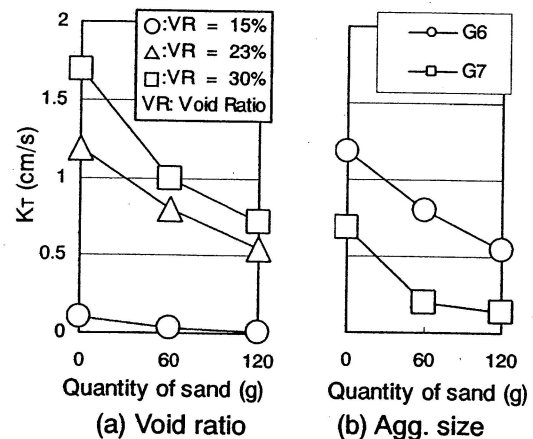 2
1.5
1
0.5
0
KT (cm/s)
○:VR = 15%
△:VR = 23%
□:VR = 30%
VR: Void Ratio
0 60 120
Quantity of sand (g)
(a) Void ratio
G6
G7
0 60 120
Quantity of sand (g)
(b) Agg. size